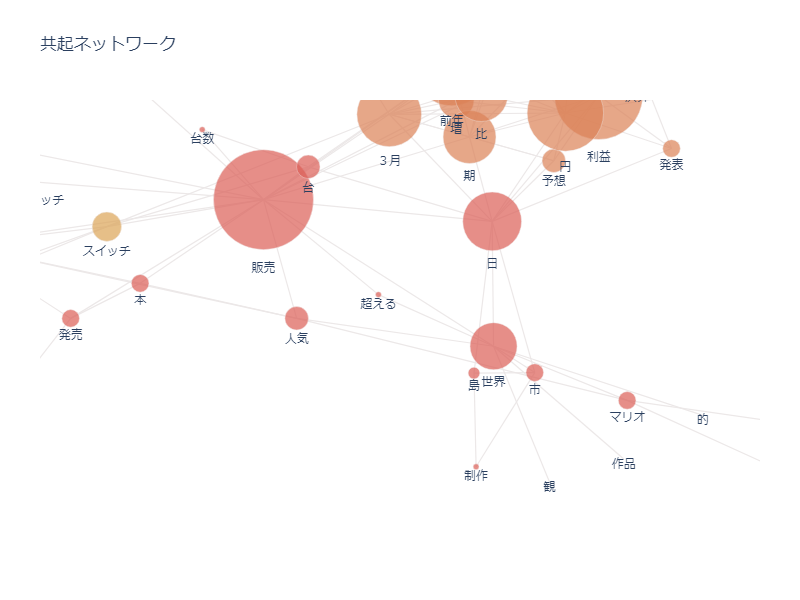 共起ネットワーク
台数
前年
増
比
3月
期
円
利益
予想
発表
台
ッチ
スイッチ
販売
日
本
発売
超える
人気
島
世界
市
マリオ
的
作品
制作
観